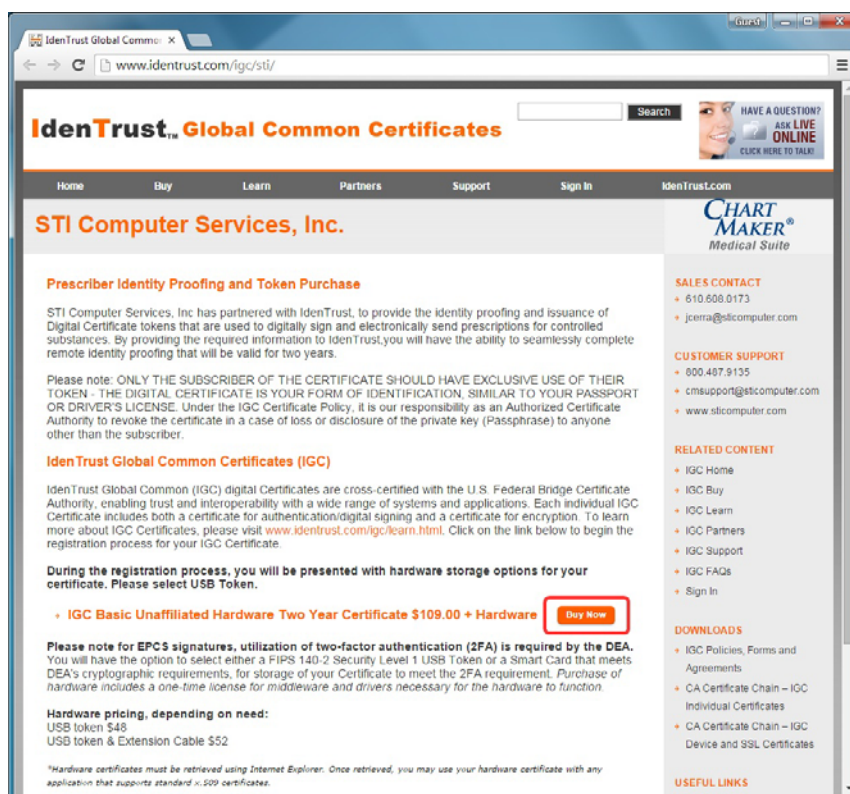 Guest
IdenTrust Global Commo
www.identrust.com/igc/sti/
IdenTrust™ Global Common Certificates
Search
HAVE A QUESTION?
ASK LIVE
ONLINE
CLICK HERE TO TALK!
Home Buy Learn Partners Support Sign In IdenTrust.com
STI Computer Services, Inc.
CHART
MAKER®
Medical Suite
Prescriber Identity Proofing and Token Purchase
STI Computer Services, Inc has partnered with IdenTrust, to provide the identity proofing and issuance of
Digital Certificate tokens that are used to digitally sign and electronically send prescriptions for controlled
substances. By providing the required information to IdenTrust,you will have the ability to seamlessly complete
remote identity proofing that will be valid for two years.
Please note: ONLY THE SUBSCRIBER OF THE CERTIFICATE SHOULD HAVE EXCLUSIVE USE OF THEIR
TOKEN - THE DIGITAL CERTIFICATE IS YOUR FORM OF IDENTIFICATION, SIMILAR TO YOUR PASSPORT
OR DRIVER'S LICENSE. Under the IGC Certificate Policy, it is our responsibility as an Authorized Certificate
Authority to revoke the certificate in a case of loss or disclosure of the private key (Passphrase) to anyone
other than the subscriber.
IdenTrust Global Common Certificates (IGC)
IdenTrust Global Common (IGC) digital Certificates are cross-certified with the U.S. Federal Bridge Certificate
Authority, enabling trust and interoperability with a wide range of systems and applications. Each individual IGC
Certificate includes both a certificate for authentication/digital signing and a certificate for encryption. To learn
more about IGC Certificates, please visit www.identrust.com/igc/learn.html. Click on the link below to begin the
registration process for your IGC Certificate.
During the registration process, you will be presented with hardware storage options for your
certificate. Please select USB Token.
IGC Basic Unaffiliated Hardware Two Year Certificate $109.00 + Hardware Buy Now
Please note for EPCS signatures, utilization of two-factor authentication (2FA) is required by the DEA.
You will have the option to select either a FIPS 140-2 Security Level 1 USB Token or a Smart Card that meets
DEA's cryptographic requirements, for storage of your Certificate to meet the 2FA requirement. Purchase of
hardware includes a one-time license for middleware and drivers necessary for the hardware to function.
Hardware pricing, depending on need:
USB token $48
USB token & Extension Cable $52
*Hardware certificates must be retrieved using Internet Explorer. Once retrieved, you may use your hardware certificate with any
application that supports standard x.509 certificates.
SALES CONTACT
610.608.0173
jcerra@sticomputer.com
CUSTOMER SUPPORT
800.487.9135
cmsupport@sticomputer.com
www.sticomputer.com
RELATED CONTENT
IGC Home
IGC Buy
IGC Learn
IGC Partners
IGC Support
IGC FAQs
Sign In
DOWNLOADS
IGC Policies, Forms and
Agreements
CA Certificate Chain – IGC
Individual Certificates
CA Certificate Chain – IGC
Device and SSL Certificates
USEFUL LINKS